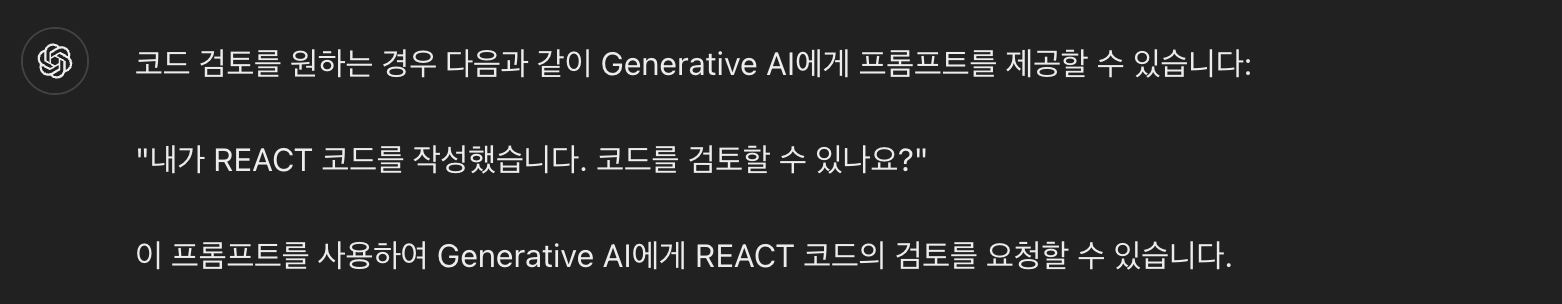 코드 검토를 원하는 경우 다음과 같이 Generative AI에게 프롬프트를 제공할 수 있습니다:
"내가 REACT 코드를 작성했습니다. 코드를 검토할 수 있나요?"
이 프롬프트를 사용하여 Generative AI에게 REACT 코드의 검토를 요청할 수 있습니다.